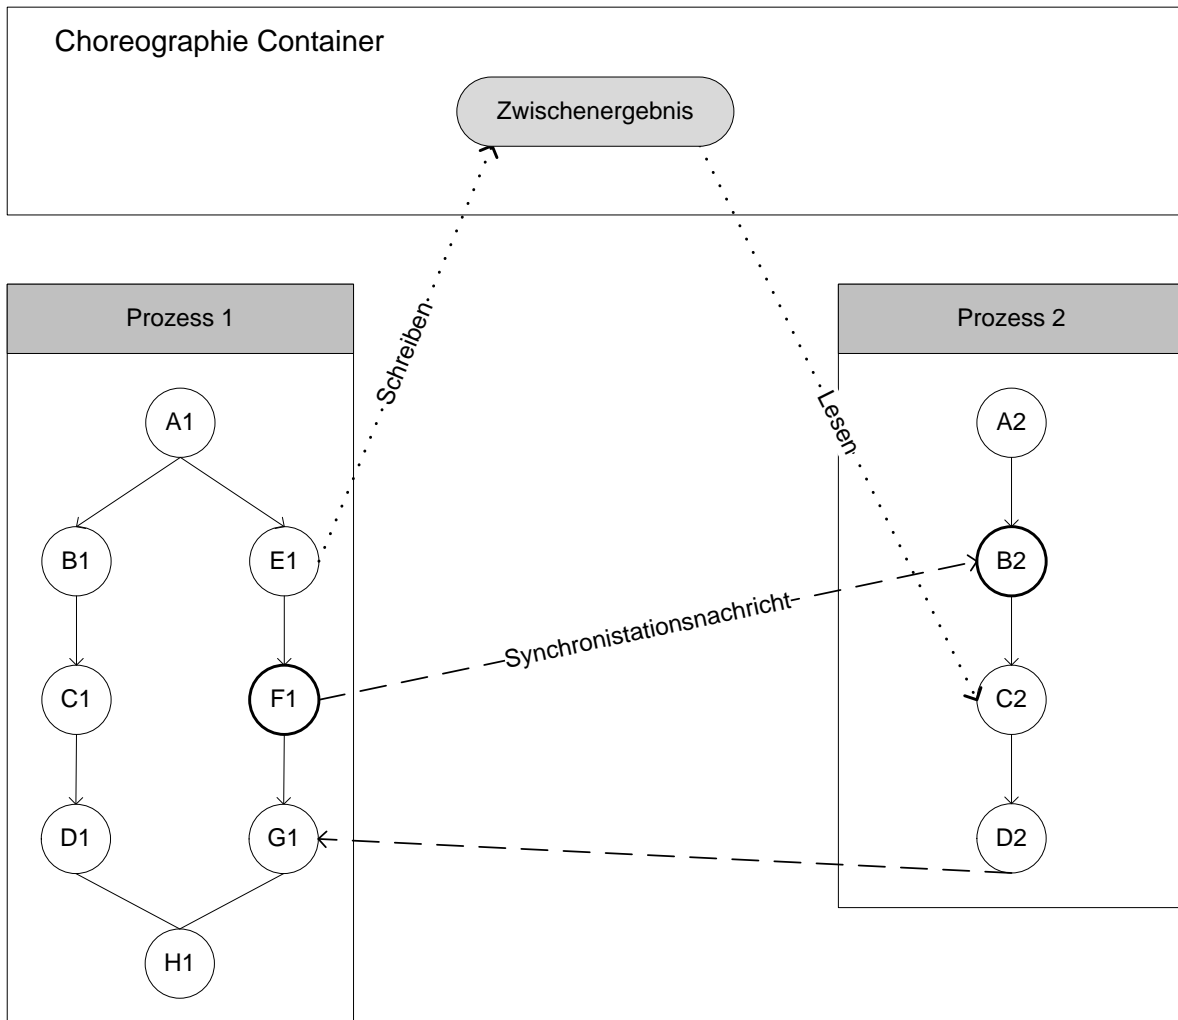 Choreographie Container
Zwischenergebnis
Prozess 1
Prozess 2
Schreiben
Lesen
A1
A2
B1
E1
B2
Synchronistationsnachricht
C1
F1
C2
D1
G1
D2
H1